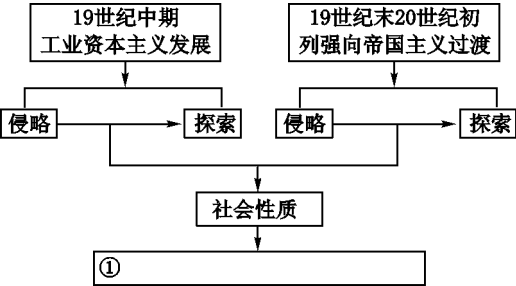 19世纪中期
工业资本主义发展
19世纪末20世纪初
列强向帝国主义过渡
侵略
探索
侵略
探索
社会性质
①